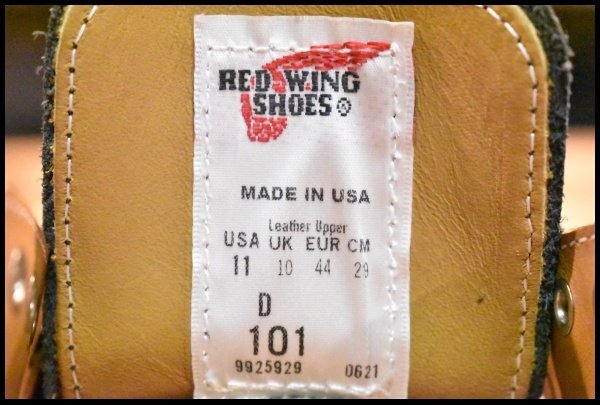 RED WING
SHOES ®
MADE IN USA
Leather Upper
USA UK EUR CM
11 10 44 29
D
101
9925929 0621